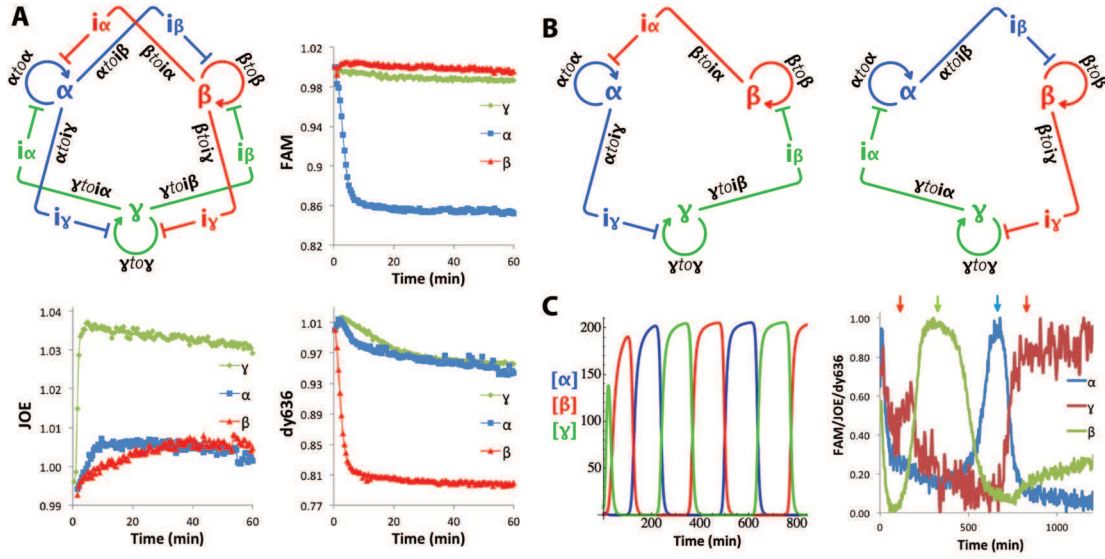 A
iα
iβ
αtoα
αtoiβ
βtoiα
βtoβ
α
β
αtoiγ
βtoiγ
iα
iβ
γtoiα
γtoiβ
γ
iγ
iγ
γtoγ
1.02
0.98
0.94
0.9
0.86
0.82
FAM
γ
α
β
0 20 40 60
Time (min)
B
iα
αtoα
βtoiα
βtoβ
α
β
αtoiγ
iβ
γtoiβ
γ
iγ
γtoγ
iβ
αtoα
αtoiβ
βtoβ
α
β
βtoiγ
iα
γtoiα
γ
iγ
γtoγ
1.04
1.03
1.02
1.01
1.00
0.99
JOE
γ
α
β
0 20 40 60
Time (min)
1.01
0.97
0.93
0.89
0.85
0.81
0.77
dy636
γ
α
β
0 20 40 60
Time (min)
C
200
150
100
50
[α]
[β]
[γ]
200 400 600 800
Time (min)
1.00
0.80
0.60
0.40
0.20
0.00
FAM/JOE/dy636
α
γ
β
0 500 1000
Time (min)